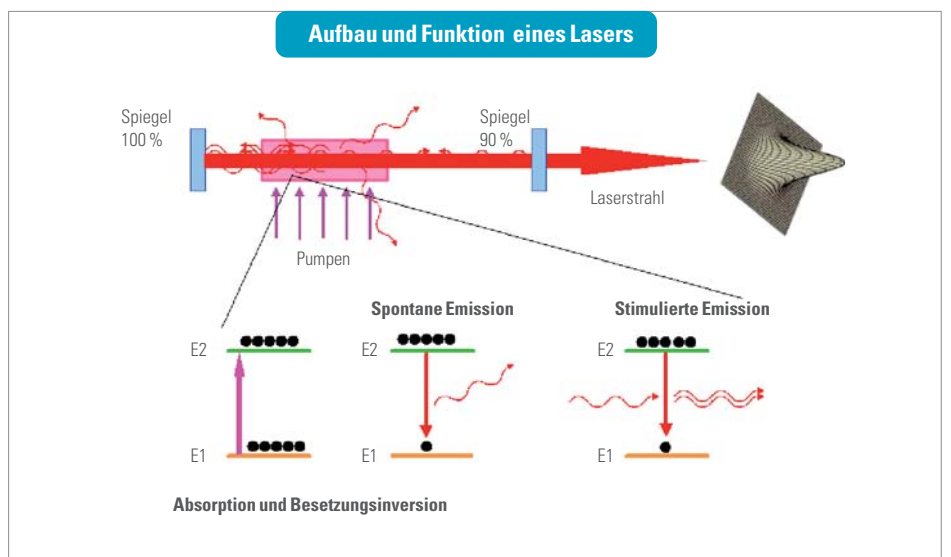 Aufbau und Funktion eines Lasers
Spiegel
100 %
Spiegel
90 %
Laserstrahl
Pumpen
Spontane Emission
Stimulierte Emission
E2
E2
E2
E1
E1
E1
Absorption und Besetzungsinversion